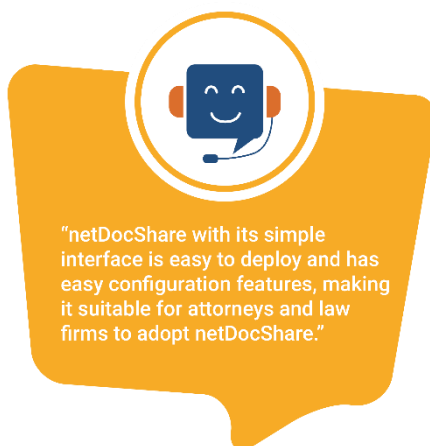 “netDocShare with its simple
interface is easy to deploy and has
easy configuration features, making
it suitable for attorneys and law
firms to adopt netDocShare.”